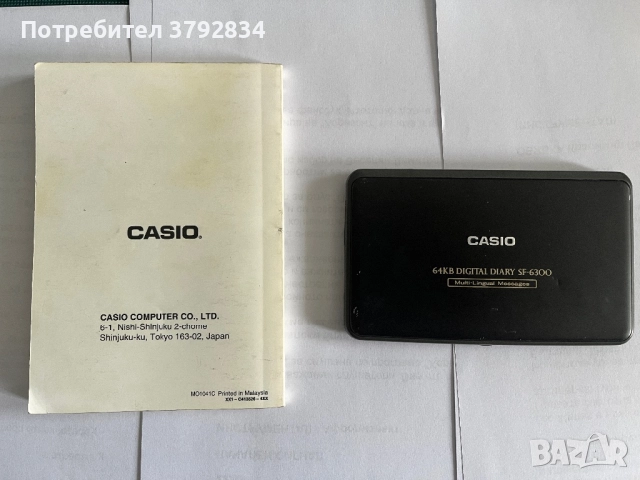 Потребител 3792834
CASIO
CASIO COMPUTER CO., LTD.
6-1, Nishi-Shinjuku 2-chome
Shinjuku-ku, Tokyo 163-02, Japan
MO1041C Printed in Malaysia
CASIO
64KB DIGITAL DIARY SF-6300
Multi-Lingual Messages
BAZAR